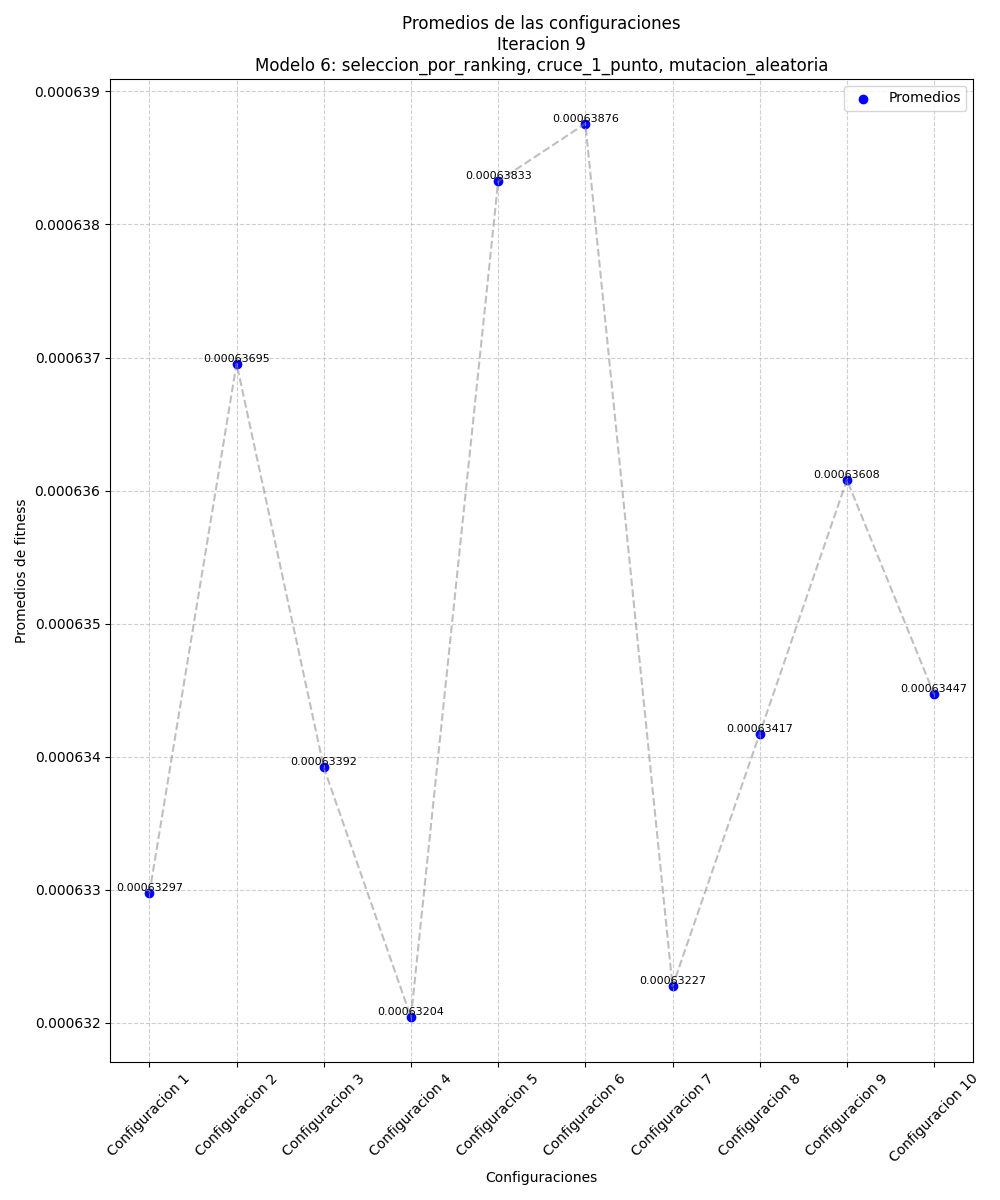 Promedios de las configuraciones
Iteracion 9
Modelo 6: seleccion_por_ranking, cruce_1_punto, mutacion_aleatoria
Promedios
0.000639
0.000638
0.000637
0.000636
0.000635
0.000634
0.000633
0.000632
Promedios de fitness
0.00063297
0.00063695
0.00063392
0.00063204
0.00063833
0.00063876
0.00063227
0.00063417
0.00063608
0.00063447
Configuracion 1
Configuracion 2
Configuracion 3
Configuracion 4
Configuracion 5
Configuracion 6
Configuracion 7
Configuracion 8
Configuracion 9
Configuracion 10
Configuraciones